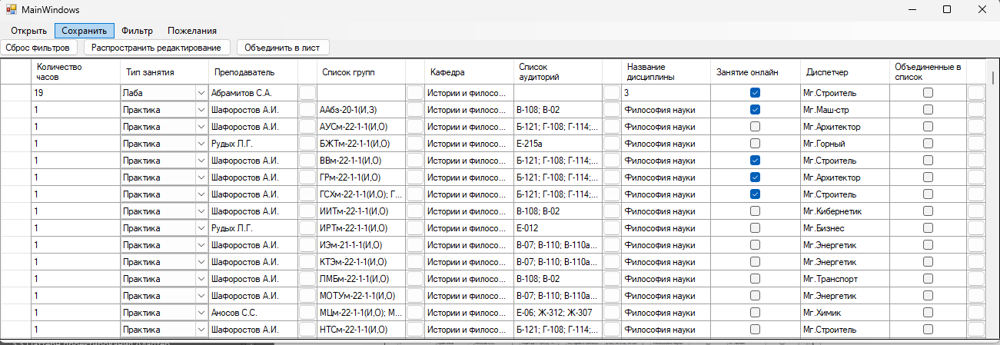 MainWindows
Открыть Сохранить Фильтр Пожелания
Сброс фильтров Распространить редактирование Объединить в лист
Количество часов Тип занятия Преподаватель Список групп Кафедра Список аудиторий Название дисциплины Занятие онлайн Диспетчер Объединенные в список
19 Лаба Абрамитов С.А. Истории и филосо... 3 Мг.Строитель
1 Практика Шафоростов А.И. ААбз-20-1(И,З) Истории и филосо... В-108; В-02 Философия науки Мг.Маш-стр
1 Практика Шафоростов А.И. АУСм-22-1-1(И,О) Истории и филосо... Б-121; Г-108; Г-114;... Философия науки Мг.Архитектор
1 Практика Рудых Л.Г. БЖТм-22-1-1(И,О) Истории и филосо... Е-215а Философия науки Мг.Горный
1 Практика Шафоростов А.И. ВВм-22-1-1(И,О) Истории и филосо... Б-121; Г-108; Г-114;... Философия науки Мг.Строитель
1 Практика Шафоростов А.И. ГРм-22-1-1(И,О) Истории и филосо... Б-121; Г-108; Г-114;... Философия науки Мг.Архитектор
1 Практика Шафоростов А.И. ГСХм-22-1-1(И,О); Г... Истории и филосо... Б-121; Г-108; Г-114;... Философия науки Мг.Строитель
1 Практика Шафоростов А.И. ИИТм-22-1-1(И,О) Истории и филосо... В-108; В-02 Философия науки Мг.Кибернетик
1 Практика Рудых Л.Г. ИРТм-22-1-1(И,О) Истории и филосо... Е-012 Философия науки Мг.Бизнес
1 Практика Шафоростов А.И. ИЭм-21-1-1(И,О) Истории и филосо... В-07; В-110; В-110а... Философия науки Мг.Энергетик
1 Практика Шафоростов А.И. КТЭм-22-1-1(И,О) Истории и филосо... В-07; В-110; В-110а... Философия науки Мг.Энергетик
1 Практика Шафоростов А.И. ЛМБм-22-1-1(И,О) Истории и филосо... В-108; В-02 Философия науки Мг.Транспорт
1 Практика Шафоростов А.И. МОТУм-22-1-1(И,О) Истории и филосо... В-07; В-110; В-110а... Философия науки Мг.Энергетик
1 Практика Аносов С.С. МЦм-22-1-1(И,О); М... Истории и филосо... Е-06; Ж-312; Ж-307 Философия науки Мг.Химик
1 Практика Шафоростов А.И. НТСм-22-1-1(И,О) Истории и филосо... Б-121; Г-108; Г-114;... Философия науки Мг.Строитель